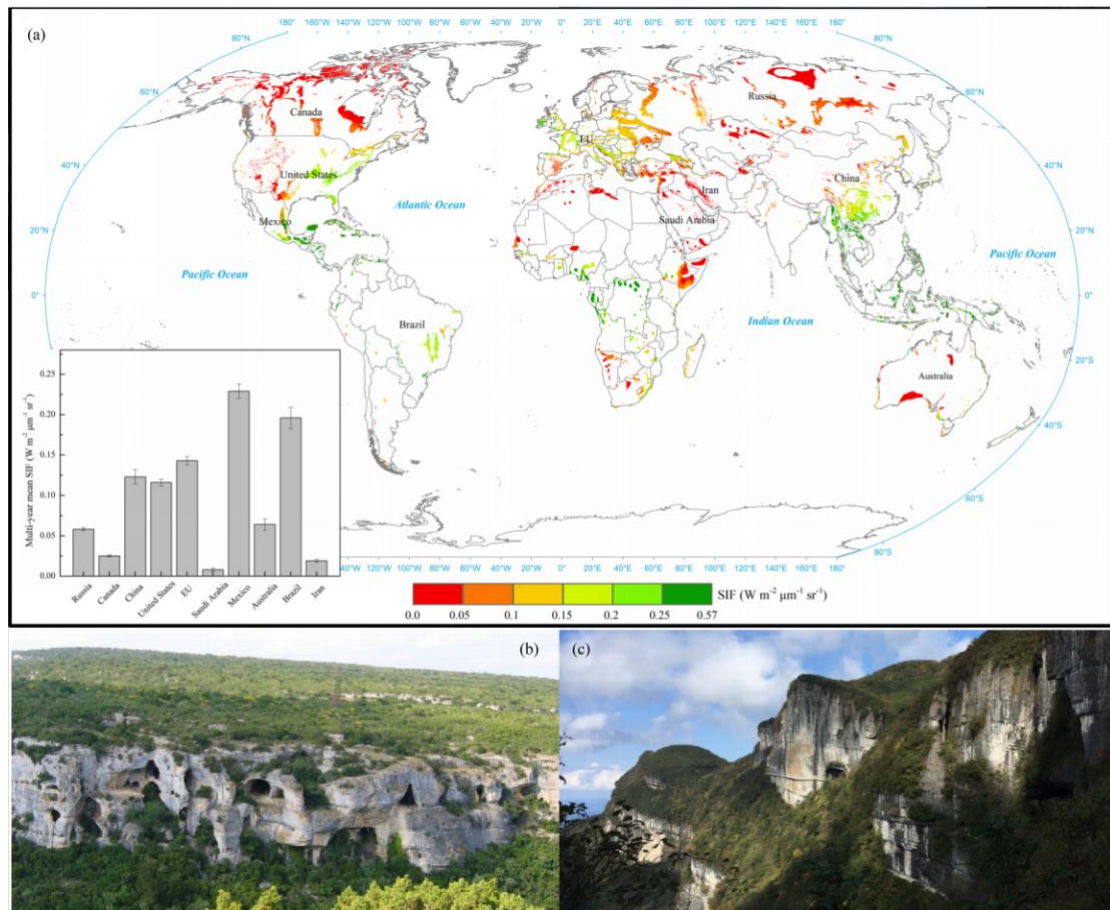 (a)
180° 160°W 140°W 120°W 100°W 80°W 60°W 40°W 20°W 0° 20°E 40°E 60°E 80°E 100°E 120°E 140°E 160°E 180°
80°N
80°N
60°N
60°N
40°N
40°N
20°N
20°N
0°
0°
20°S
40°S
60°S
80°S
80°S
Canada
Russia
EU
United States
China
Iran
Mexico
Atlantic Ocean
Saudi Arabia
Pacific Ocean
Pacific Ocean
Brazil
Indian Ocean
Australia
Multi-year mean SIF (W m⁻² μm⁻¹ sr⁻¹)
0.25
0.20
0.15
0.10
0.05
0.00
Russia
Canada
China
United States
EU
Saudi Arabia
Mexico
Australia
Brazil
Iran
140°W 120°W 100°W 80°W 60°W 40°W 20°W 0° 20°E 40°E 60°E 80°E 100°E 120°E 140°E 160°E 180°
SIF (W m⁻² μm⁻¹ sr⁻¹)
0.0 0.05 0.1 0.15 0.2 0.25 0.57
(b)
(c)